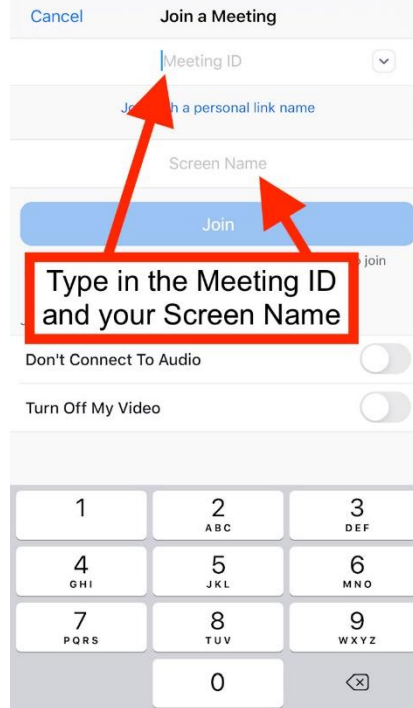 Cancel Join a Meeting
Meeting ID
a personal link name
Screen Name
Join
join
Type in the Meeting ID
and your Screen Name
Don't Connect To Audio
Turn Off My Video
1 2 3
ABC DEF
4 5 6
GHI JKL MNO
7 8 9
PQRS TUV WXYZ
0